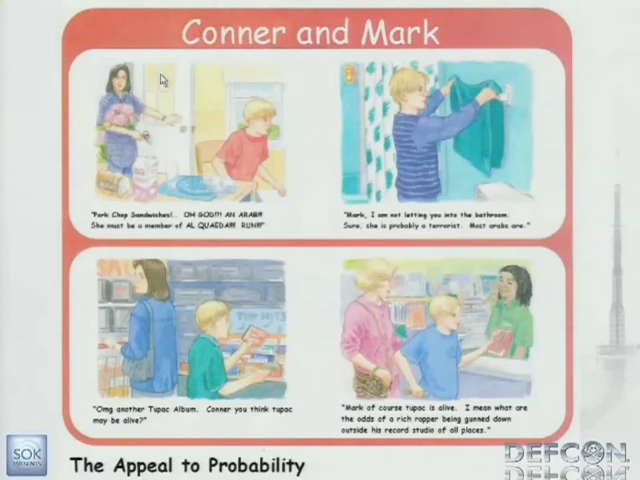 Conner and Mark
"Pork Chop Sandwiches!.. OH GOD!?! AN ARAB!!!
She must be a member of AL QUAEDA!!! RUN!!!"
"Mark, I am not letting you into the bathroom.
Sure, she is probably a terrorist. Most arabs are."
SALE
TOP HITS
"Omg another Tupac Album. Conner you think tupac
may be alive?"
"Mark of course tupac is alive. I mean what are
the odds of a rich rapper being gunned down
outside his record studio of all places."
SOK
The Appeal to Probability
DEFCON